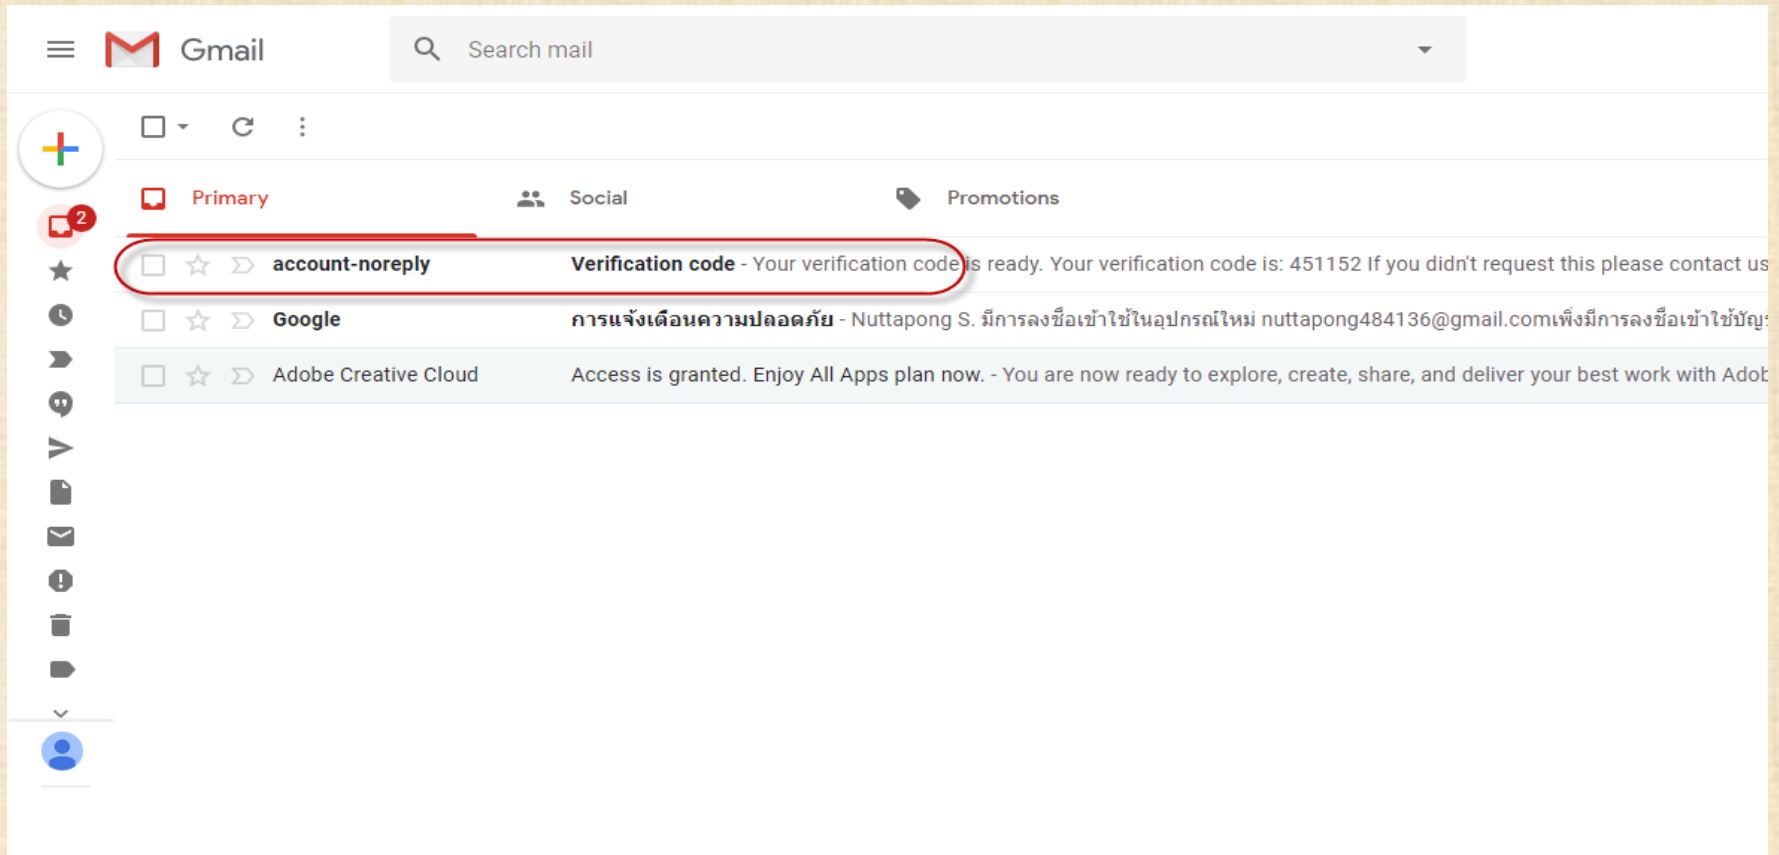 Gmail
Search mail
Primary
Social
Promotions
2
account-noreply Verification code - Your verification code is ready. Your verification code is: 451152 If you didn't request this please contact us
Google การแจ้งเตือนความปลอดภัย - Nuttapong S. มีการลงชื่อเข้าใช้ในอุปกรณ์ใหม่ nuttapong484136@gmail.comเพิ่งมีการลงชื่อเข้าใช้บัญ
Adobe Creative Cloud Access is granted. Enjoy All Apps plan now. - You are now ready to explore, create, share, and deliver your best work with Adob